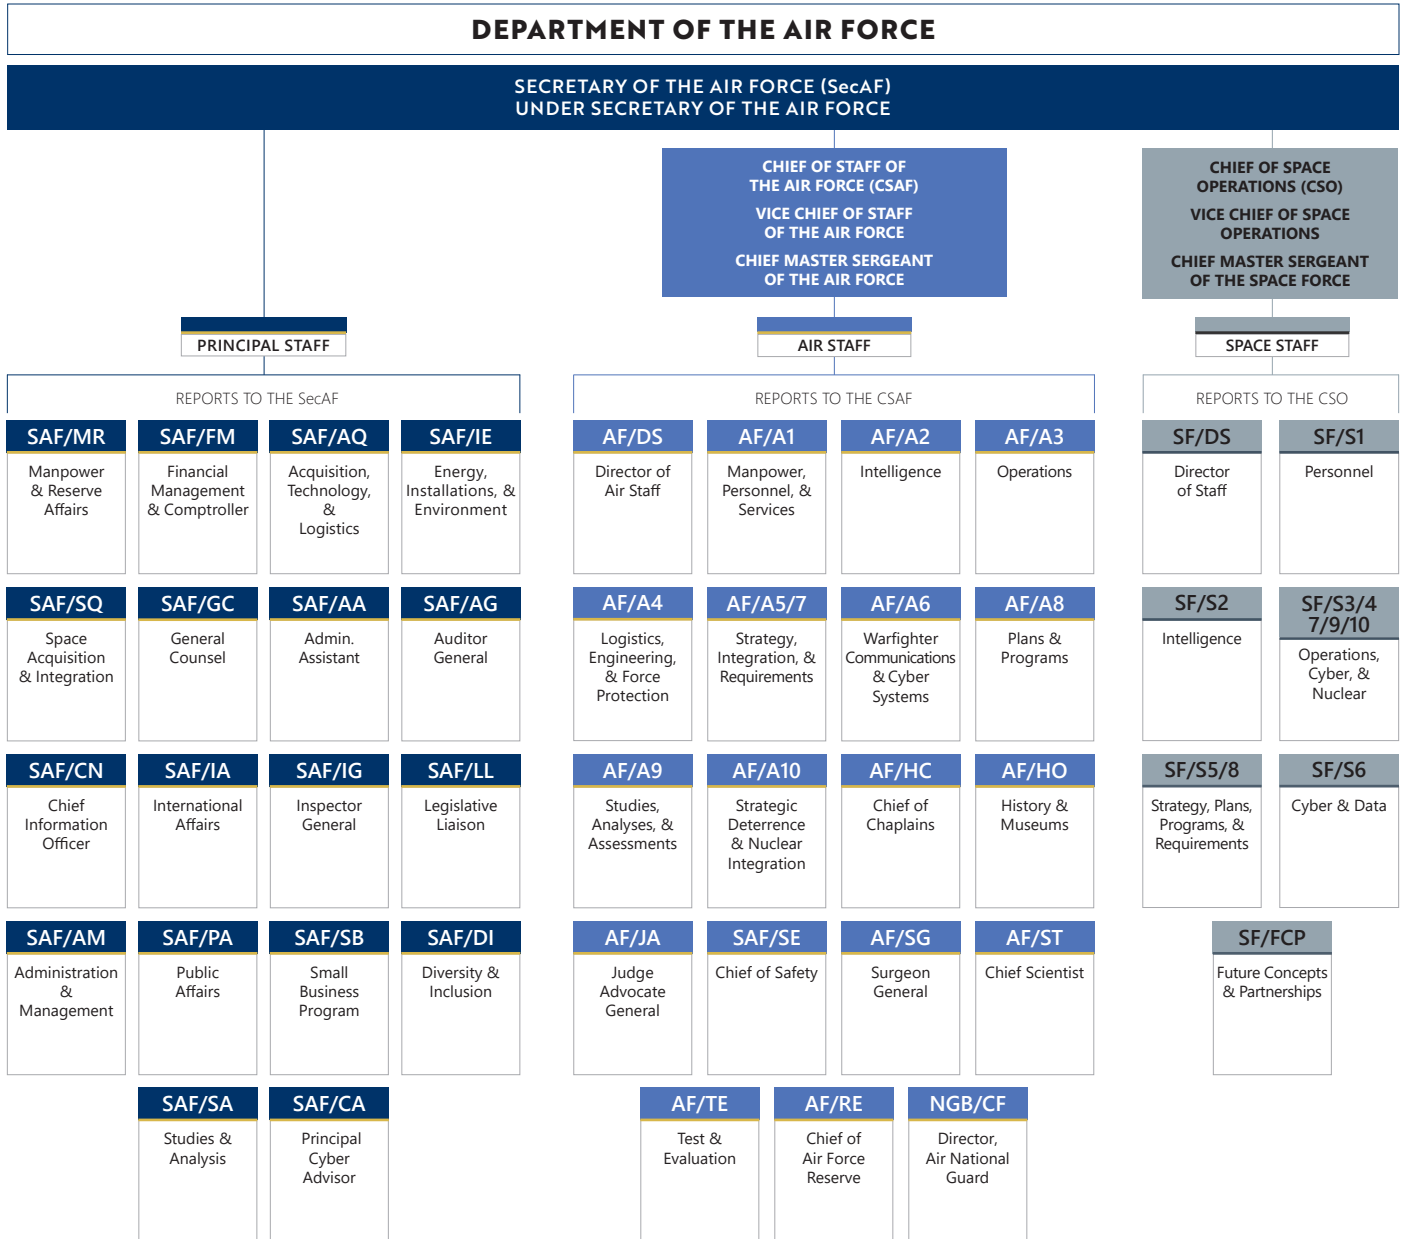 DEPARTMENT OF THE AIR FORCE
SECRETARY OF THE AIR FORCE (SecAF)
UNDER SECRETARY OF THE AIR FORCE
CHIEF OF STAFF OF
THE AIR FORCE (CSAF)
VICE CHIEF OF STAFF
OF THE AIR FORCE
CHIEF MASTER SERGEANT
OF THE AIR FORCE
CHIEF OF SPACE
OPERATIONS (CSO)
VICE CHIEF OF SPACE
OPERATIONS
CHIEF MASTER SERGEANT
OF THE SPACE FORCE
PRINCIPAL STAFF
REPORTS TO THE SecAF
SAF/MR
Manpower
& Reserve
Affairs
SAF/FM
Financial
Management
& Comptroller
SAF/AQ
Acquisition,
Technology,
&
Logistics
SAF/IE
Energy,
Installations, &
Environment
SAF/SQ
Space
Acquisition
& Integration
SAF/GC
General
Counsel
SAF/AA
Admin.
Assistant
SAF/AG
Auditor
General
SAF/CN
Chief
Information
Officer
SAF/IA
International
Affairs
SAF/IG
Inspector
General
SAF/LL
Legislative
Liaison
SAF/AM
Administration
&
Management
SAF/PA
Public
Affairs
SAF/SB
Small
Business
Program
SAF/DI
Diversity &
Inclusion
SAF/SA
Studies &
Analysis
SAF/CA
Principal
Cyber
Advisor
AIR STAFF
REPORTS TO THE CSAF
AF/DS
Director of
Air Staff
AF/A1
Manpower,
Personnel, &
Services
AF/A2
Intelligence
AF/A3
Operations
AF/A4
Logistics,
Engineering,
& Force
Protection
AF/A5/7
Strategy,
Integration, &
Requirements
AF/A6
Warfighter
Communications
& Cyber
Systems
AF/A8
Plans &
Programs
AF/A9
Studies,
Analyses, &
Assessments
AF/A10
Strategic
Deterrence
& Nuclear
Integration
AF/HC
Chief of
Chaplains
AF/HO
History &
Museums
AF/JA
Judge
Advocate
General
SAF/SE
Chief of Safety
AF/SG
Surgeon
General
AF/ST
Chief Scientist
AF/TE
Test &
Evaluation
AF/RE
Chief of
Air Force
Reserve
NGB/CF
Director,
Air National
Guard
SPACE STAFF
REPORTS TO THE CSO
SF/DS
Director
of Staff
SF/S1
Personnel
SF/S2
Intelligence
SF/S3/4
7/9/10
Operations,
Cyber, &
Nuclear
SF/S5/8
Strategy, Plans,
Programs, &
Requirements
SF/S6
Cyber & Data
SF/FCP
Future Concepts
& Partnerships